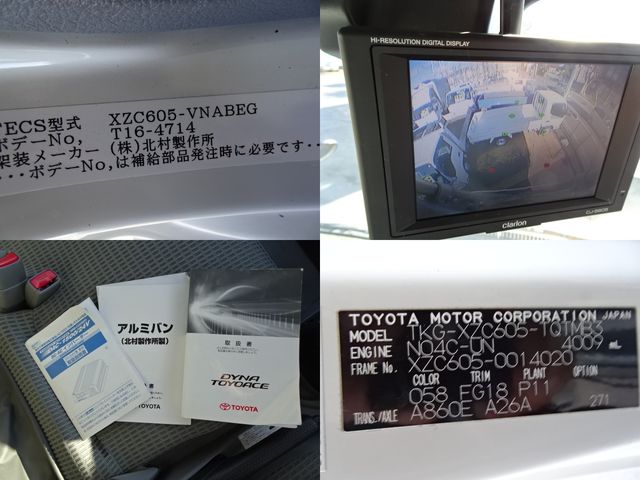 TECS型式 XZC605-VNABEG
ボデーNo, T16-4714
架装メーカー (株)北村製作所
・・・ボデーNo,は補給部品発注時に必要です・・
HI-RESOLUTION DIGITAL DISPLAY
clarion
アルミバン
(北村製作所製)
取扱書
DYNA
TOYOACE
TOYOTA
TOYOTA MOTOR CORPORATION JAPAN
MODEL TKG-XZC605-TQTMB3
ENGINE N04C-UN 4009 mL
FRAME No. XZC605-0014020
COLOR TRIM PLANT OPTION
058 EG18 P11
TRANS./AXLE A860E A26A 271